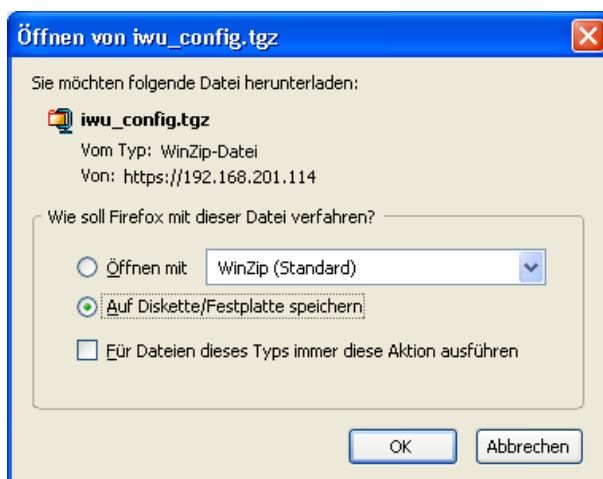 Öffnen von iwu_config.tgz
Sie möchten folgende Datei herunterladen:
iwu_config.tgz
Vom Typ: WinZip-Datei
Von: https://192.168.201.114
Wie soll Firefox mit dieser Datei verfahren?
Öffnen mit WinZip (Standard)
Auf Diskette/Festplatte speichern
Für Dateien dieses Typs immer diese Aktion ausführen
OK Abbrechen